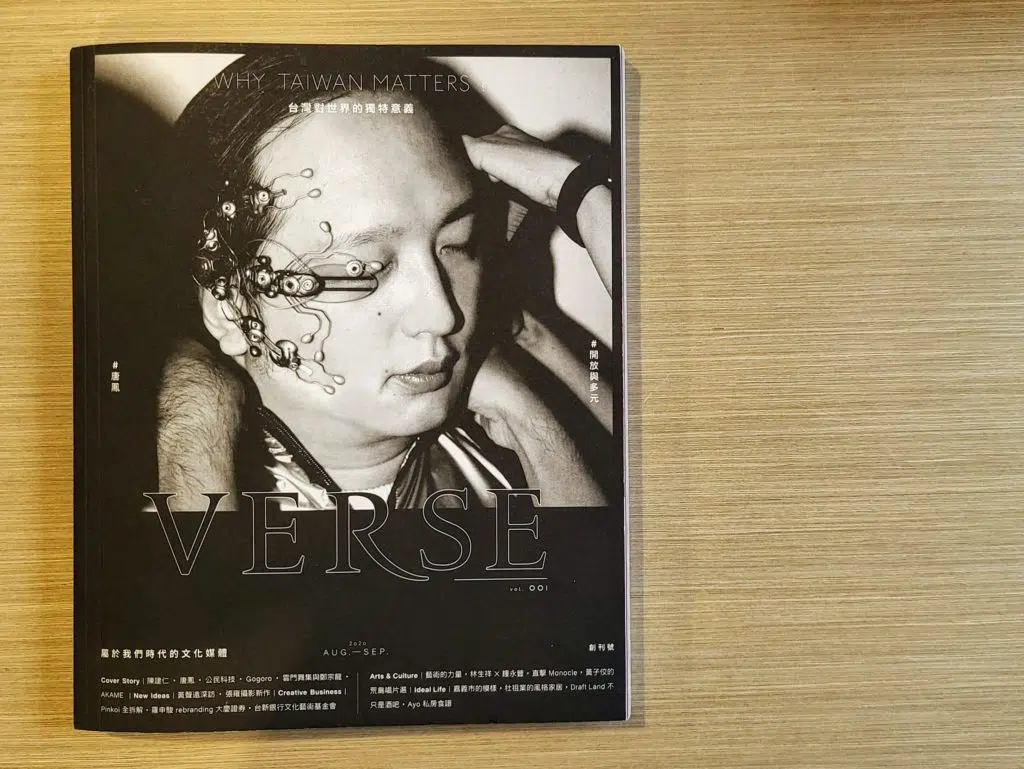 WHY TAIWAN MATTERS?
台灣對世界的獨特意義
#唐鳳
#開放與多元
VERSE
vol. 001
2020
AUG.—SEP.
創刊號
屬於我們時代的文化媒體
Cover Story | 陳建仁・唐鳳・公民科技・Gogoro・雲門舞集與鄭宗龍・
AKAME | New Ideas | 黃聲遠深訪・張雍攝影新作 | Creative Business |
Pinkoi 全拆解・羅申駿 rebranding 大慶證券・台新銀行文化藝術基金會
Arts & Culture | 藝術的力量・林生祥 X 鍾永豐・直擊 Monocle・黃子佼的
荒島唱片選 | Ideal Life | 嘉義市的模樣・杜祖業的風格家居・Draft Land 不
只是酒吧・Ayo 私房食譜